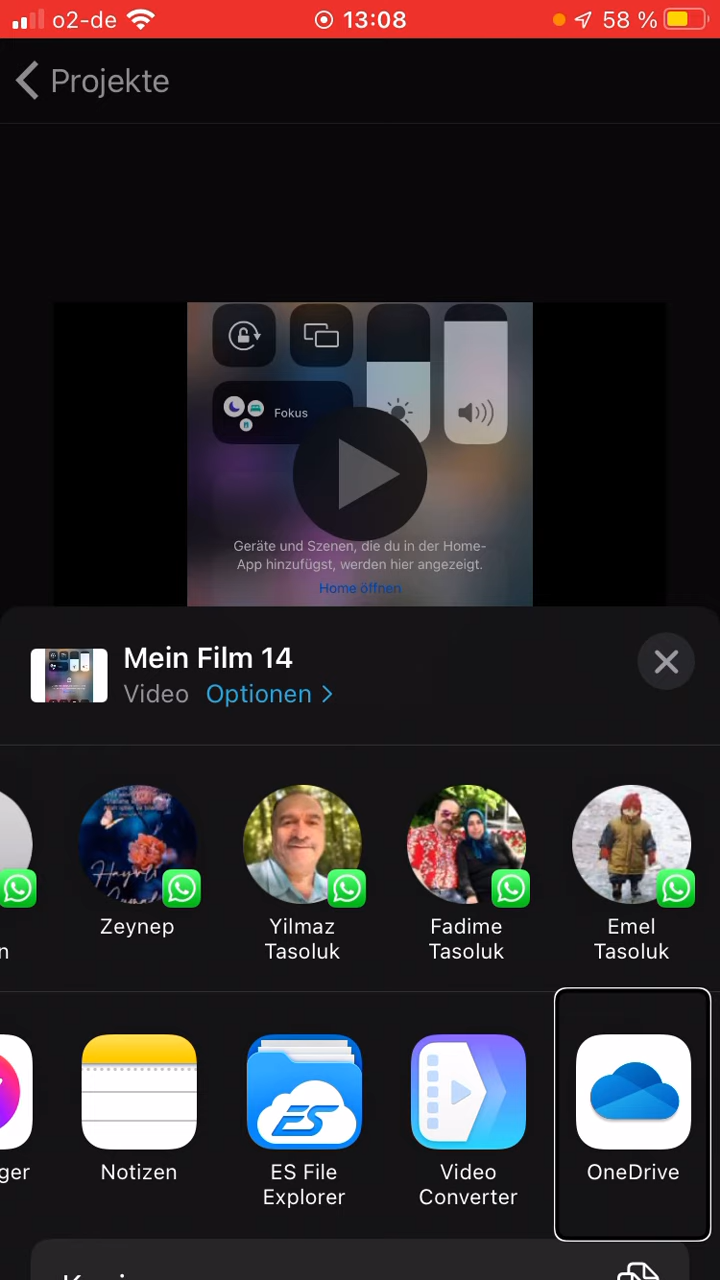 o2-de 13:08 58 %
Projekte
Fokus
Geräte und Szenen, die du in der Home-
App hinzufügst, werden hier angezeigt.
Home öffnen
Mein Film 14
Video Optionen
n
Zeynep
Yilmaz
Tasoluk
Fadime
Tasoluk
Emel
Tasoluk
ES
ger
Notizen
ES File
Explorer
Video
Converter
OneDrive